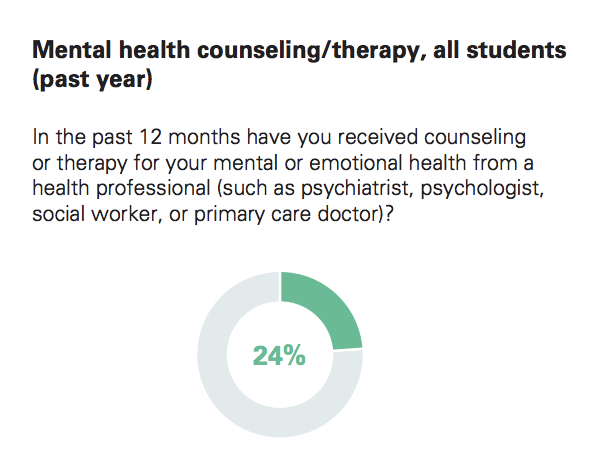 Mental health counseling/therapy, all students
(past year)
In the past 12 months have you received counseling
or therapy for your mental or emotional health from a
health professional (such as psychiatrist, psychologist,
social worker, or primary care doctor)?
24%